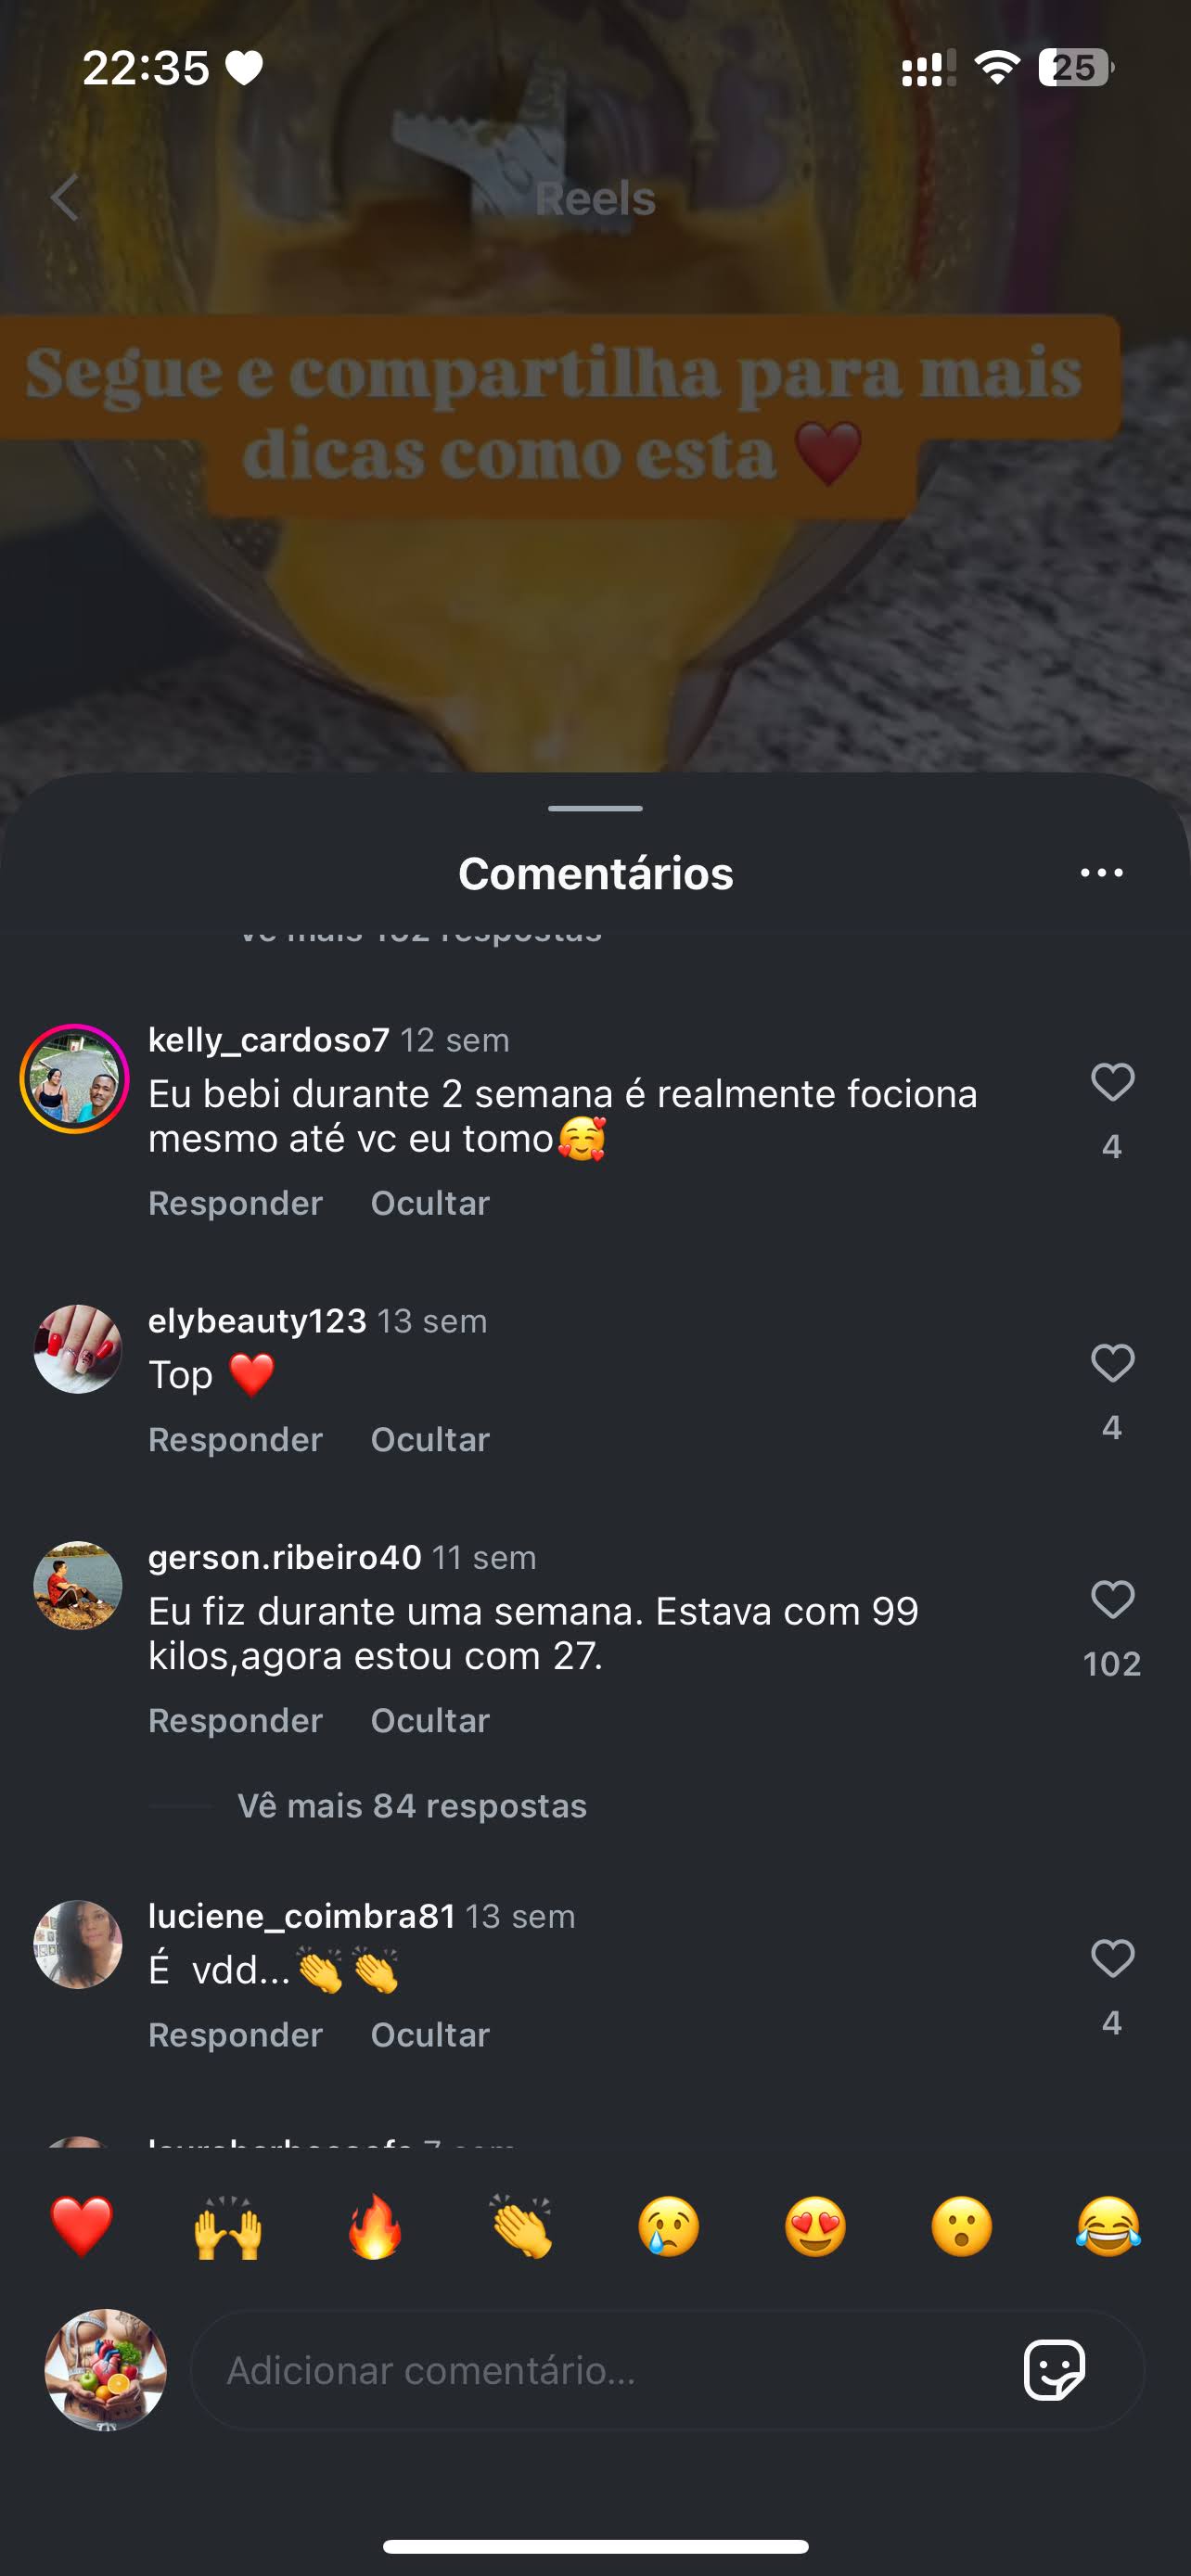 22:35
25
Reels
Segue e compartilha para mais
dicas como esta ❤️
Comentários
kelly_cardoso7 12 sem
Eu bebi durante 2 semana é realmente fociona
mesmo até vc eu tomo🥰
4
Responder Ocultar
elybeauty123 13 sem
Top ❤️
4
Responder Ocultar
gerson.ribeiro40 11 sem
Eu fiz durante uma semana. Estava com 99
kilos,agora estou com 27.
102
Responder Ocultar
Vê mais 84 respostas
luciene_coimbra81 13 sem
É vdd...👏👏
4
Responder Ocultar
Adicionar comentário...